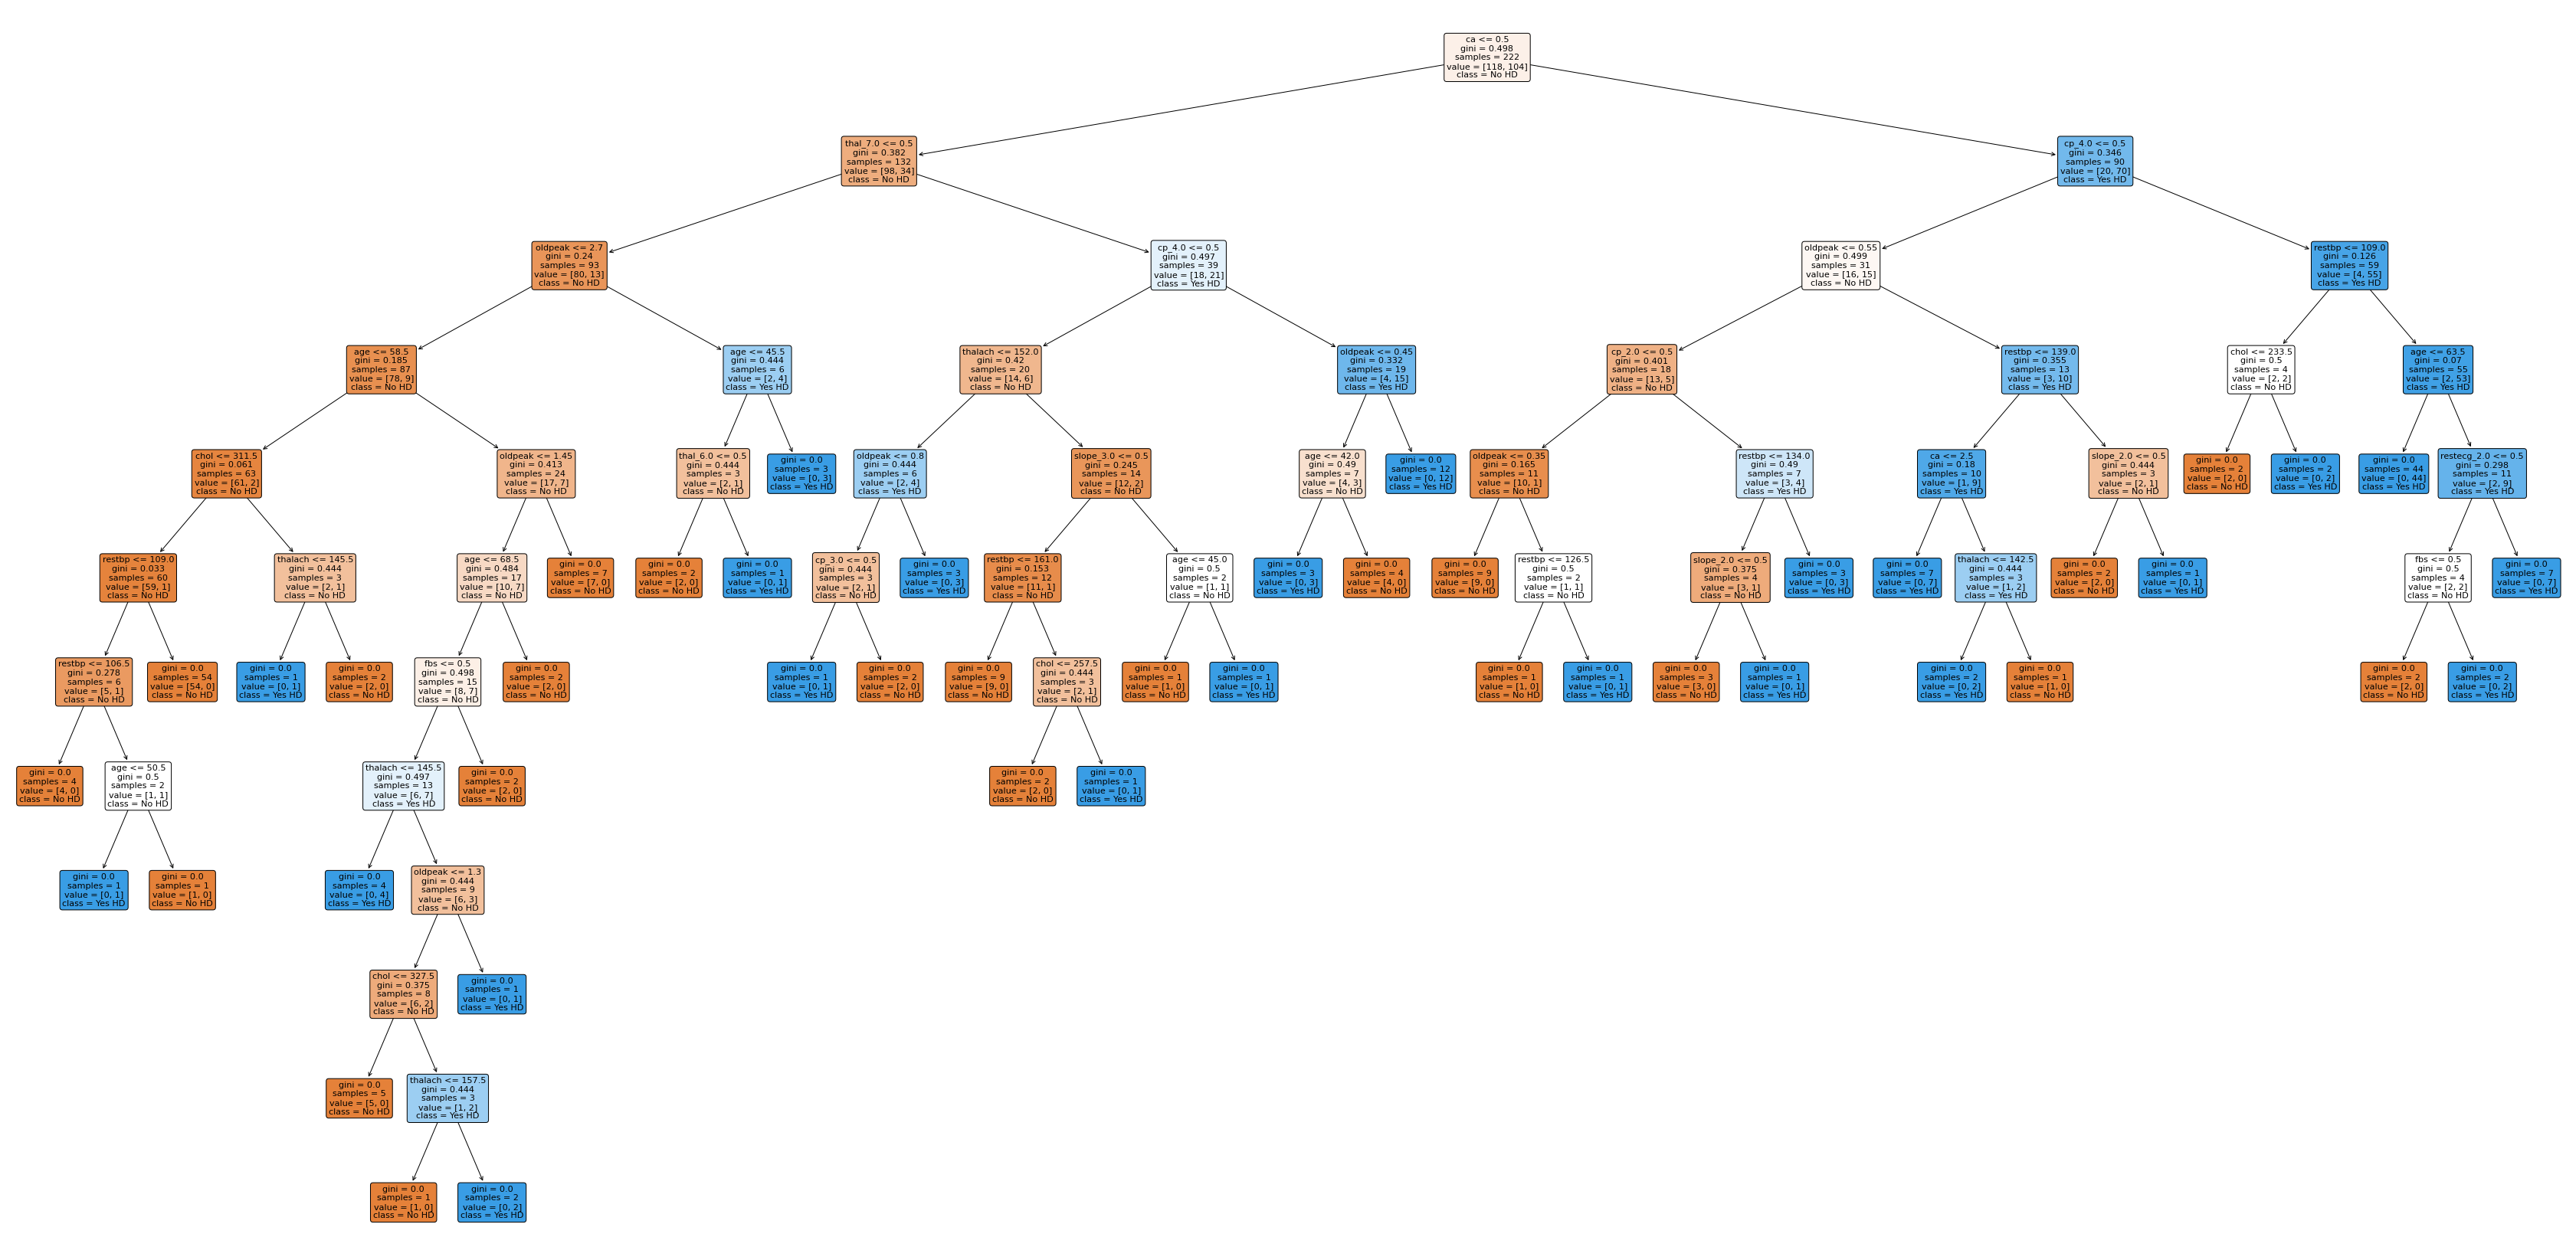 ca <= 0.5
gini = 0.498
samples = 222
value = [118, 104]
class = No HD
thal_7.0 <= 0.5
gini = 0.382
samples = 132
value = [98, 34]
class = No HD
cp_4.0 <= 0.5
gini = 0.346
samples = 90
value = [20, 70]
class = Yes HD
oldpeak <= 2.7
gini = 0.24
samples = 93
value = [80, 13]
class = No HD
cp_4.0 <= 0.5
gini = 0.497
samples = 39
value = [18, 21]
class = Yes HD
oldpeak <= 0.55
gini = 0.499
samples = 31
value = [16, 15]
class = No HD
restbp <= 109.0
gini = 0.126
samples = 59
value = [4, 55]
class = Yes HD
age <= 58.5
gini = 0.185
samples = 87
value = [78, 9]
class = No HD
age <= 45.5
gini = 0.444
samples = 6
value = [2, 4]
class = Yes HD
thalach <= 152.0
gini = 0.42
samples = 20
value = [14, 6]
class = No HD
oldpeak <= 0.45
gini = 0.332
samples = 19
value = [4, 15]
class = Yes HD
cp_2.0 <= 0.5
gini = 0.401
samples = 18
value = [13, 5]
class = No HD
restbp <= 139.0
gini = 0.355
samples = 13
value = [3, 10]
class = Yes HD
chol <= 233.5
gini = 0.5
samples = 4
value = [2, 2]
class = No HD
age <= 63.5
gini = 0.07
samples = 55
value = [2, 53]
class = Yes HD
chol <= 311.5
gini = 0.061
samples = 63
value = [61, 2]
class = No HD
oldpeak <= 1.45
gini = 0.413
samples = 24
value = [17, 7]
class = No HD
thal_6.0 <= 0.5
gini = 0.444
samples = 3
value = [2, 1]
class = No HD
gini = 0.0
samples = 3
value = [0, 3]
class = Yes HD
oldpeak <= 0.8
gini = 0.444
samples = 6
value = [2, 4]
class = Yes HD
slope_3.0 <= 0.5
gini = 0.245
samples = 14
value = [12, 2]
class = No HD
age <= 42.0
gini = 0.49
samples = 7
value = [4, 3]
class = No HD
gini = 0.0
samples = 12
value = [0, 12]
class = Yes HD
oldpeak <= 0.35
gini = 0.165
samples = 11
value = [10, 1]
class = No HD
restbp <= 134.0
gini = 0.49
samples = 7
value = [3, 4]
class = Yes HD
ca <= 2.5
gini = 0.18
samples = 10
value = [1, 9]
class = Yes HD
slope_2.0 <= 0.5
gini = 0.444
samples = 3
value = [2, 1]
class = No HD
gini = 0.0
samples = 2
value = [2, 0]
class = No HD
gini = 0.0
samples = 2
value = [0, 2]
class = Yes HD
gini = 0.0
samples = 44
value = [0, 44]
class = Yes HD
restecg_2.0 <= 0.5
gini = 0.298
samples = 11
value = [2, 9]
class = Yes HD
restbp <= 109.0
gini = 0.033
samples = 60
value = [59, 1]
class = No HD
thalach <= 145.5
gini = 0.444
samples = 3
value = [2, 1]
class = No HD
age <= 68.5
gini = 0.484
samples = 17
value = [10, 7]
class = No HD
gini = 0.0
samples = 7
value = [7, 0]
class = No HD
gini = 0.0
samples = 2
value = [2, 0]
class = No HD
gini = 0.0
samples = 1
value = [0, 1]
class = Yes HD
cp_3.0 <= 0.5
gini = 0.444
samples = 3
value = [2, 1]
class = No HD
gini = 0.0
samples = 3
value = [0, 3]
class = Yes HD
restbp <= 161.0
gini = 0.153
samples = 12
value = [11, 1]
class = No HD
age <= 45.0
gini = 0.5
samples = 2
value = [1, 1]
class = No HD
gini = 0.0
samples = 3
value = [0, 3]
class = Yes HD
gini = 0.0
samples = 4
value = [4, 0]
class = No HD
gini = 0.0
samples = 9
value = [9, 0]
class = No HD
restbp <= 126.5
gini = 0.5
samples = 2
value = [1, 1]
class = No HD
slope_2.0 <= 0.5
gini = 0.375
samples = 4
value = [3, 1]
class = No HD
gini = 0.0
samples = 3
value = [0, 3]
class = Yes HD
gini = 0.0
samples = 7
value = [0, 7]
class = Yes HD
thalach <= 142.5
gini = 0.444
samples = 3
value = [1, 2]
class = Yes HD
gini = 0.0
samples = 2
value = [2, 0]
class = No HD
gini = 0.0
samples = 1
value = [0, 1]
class = Yes HD
fbs <= 0.5
gini = 0.5
samples = 4
value = [2, 2]
class = No HD
gini = 0.0
samples = 7
value = [0, 7]
class = Yes HD
restbp <= 106.5
gini = 0.278
samples = 6
value = [5, 1]
class = No HD
gini = 0.0
samples = 54
value = [54, 0]
class = No HD
gini = 0.0
samples = 1
value = [0, 1]
class = Yes HD
gini = 0.0
samples = 2
value = [2, 0]
class = No HD
fbs <= 0.5
gini = 0.498
samples = 15
value = [8, 7]
class = No HD
gini = 0.0
samples = 2
value = [2, 0]
class = No HD
gini = 0.0
samples = 1
value = [0, 1]
class = Yes HD
gini = 0.0
samples = 2
value = [2, 0]
class = No HD
gini = 0.0
samples = 9
value = [9, 0]
class = No HD
chol <= 257.5
gini = 0.444
samples = 3
value = [2, 1]
class = No HD
gini = 0.0
samples = 1
value = [1, 0]
class = No HD
gini = 0.0
samples = 1
value = [0, 1]
class = Yes HD
gini = 0.0
samples = 1
value = [1, 0]
class = No HD
gini = 0.0
samples = 1
value = [0, 1]
class = Yes HD
gini = 0.0
samples = 3
value = [3, 0]
class = No HD
gini = 0.0
samples = 1
value = [0, 1]
class = Yes HD
gini = 0.0
samples = 2
value = [0, 2]
class = Yes HD
gini = 0.0
samples = 1
value = [1, 0]
class = No HD
gini = 0.0
samples = 2
value = [2, 0]
class = No HD
gini = 0.0
samples = 2
value = [0, 2]
class = Yes HD
gini = 0.0
samples = 4
value = [4, 0]
class = No HD
age <= 50.5
gini = 0.5
samples = 2
value = [1, 1]
class = No HD
thalach <= 145.5
gini = 0.497
samples = 13
value = [6, 7]
class = Yes HD
gini = 0.0
samples = 2
value = [2, 0]
class = No HD
gini = 0.0
samples = 2
value = [2, 0]
class = No HD
gini = 0.0
samples = 1
value = [0, 1]
class = Yes HD
gini = 0.0
samples = 1
value = [0, 1]
class = Yes HD
gini = 0.0
samples = 1
value = [1, 0]
class = No HD
gini = 0.0
samples = 4
value = [0, 4]
class = Yes HD
oldpeak <= 1.3
gini = 0.444
samples = 9
value = [6, 3]
class = No HD
chol <= 327.5
gini = 0.375
samples = 8
value = [6, 2]
class = No HD
gini = 0.0
samples = 1
value = [0, 1]
class = Yes HD
gini = 0.0
samples = 5
value = [5, 0]
class = No HD
thalach <= 157.5
gini = 0.444
samples = 3
value = [1, 2]
class = Yes HD
gini = 0.0
samples = 1
value = [1, 0]
class = No HD
gini = 0.0
samples = 2
value = [0, 2]
class = Yes HD